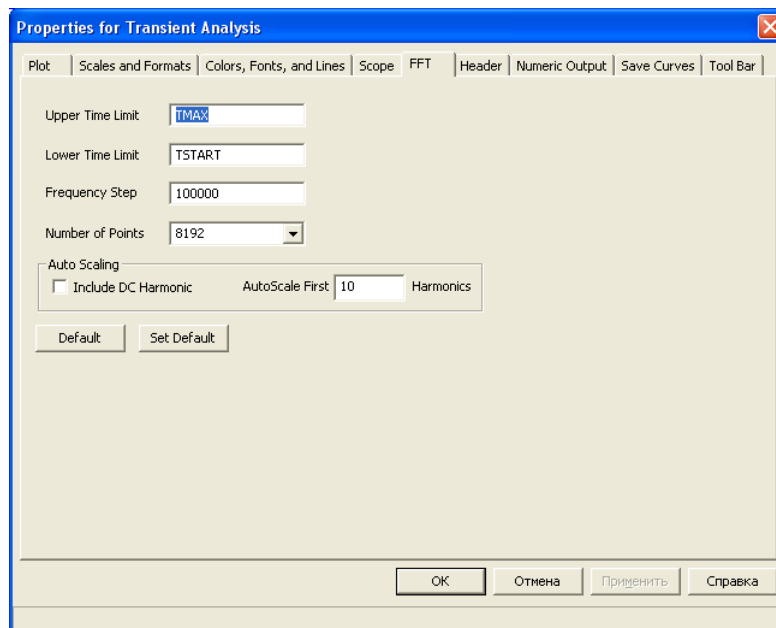 Properties for Transient Analysis
Plot Scales and Formats Colors, Fonts, and Lines Scope FFT Header Numeric Output Save Curves Tool Bar
Upper Time Limit TMAX
Lower Time Limit TSTART
Frequency Step 100000
Number of Points 8192
Auto Scaling
Include DC Harmonic AutoScale First 10 Harmonics
Default Set Default
OK Отмена Применить Справка